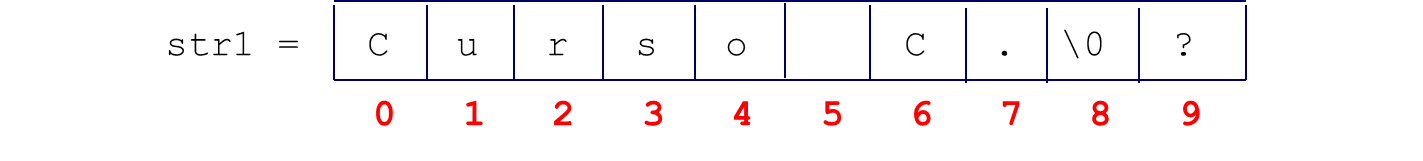 str1 = C u r s o C . \0 ?
0 1 2 3 4 5 6 7 8 9